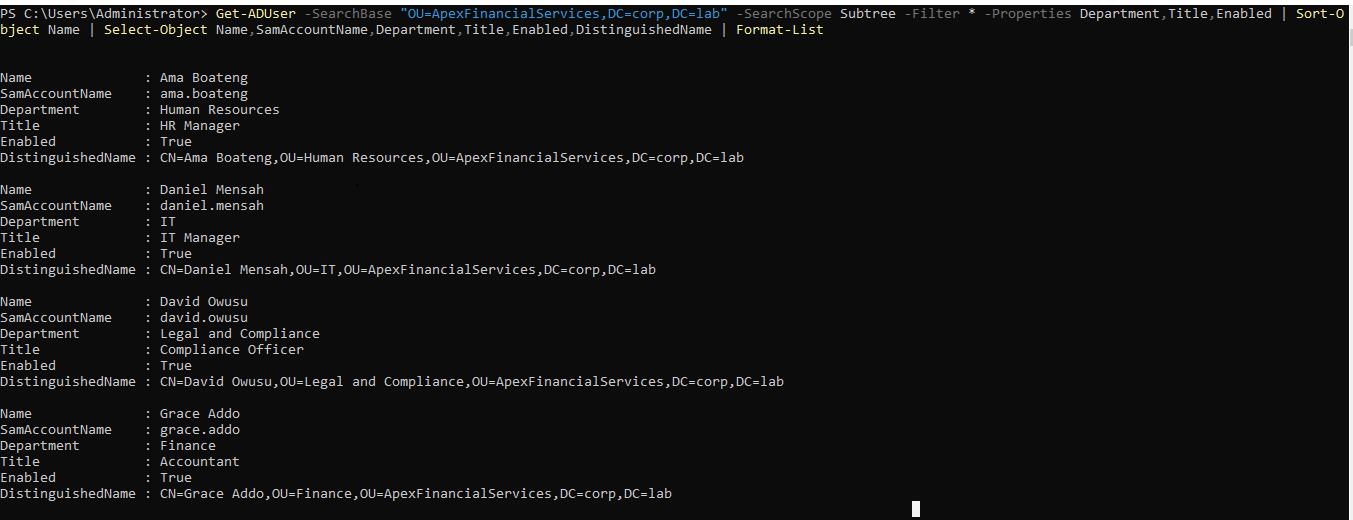 PS C:\Users\Administrator> Get-ADUser -SearchBase "OU=ApexFinancialServices,DC=corp,DC=lab" -SearchScope Subtree -Filter * -Properties Department,Title,Enabled | Sort-O
bject Name | Select-Object Name,SamAccountName,Department,Title,Enabled,DistinguishedName | Format-List
Name              : Ama Boateng
SamAccountName    : ama.boateng
Department        : Human Resources
Title             : HR Manager
Enabled           : True
DistinguishedName : CN=Ama Boateng,OU=Human Resources,OU=ApexFinancialServices,DC=corp,DC=lab
Name              : Daniel Mensah
SamAccountName    : daniel.mensah
Department        : IT
Title             : IT Manager
Enabled           : True
DistinguishedName : CN=Daniel Mensah,OU=IT,OU=ApexFinancialServices,DC=corp,DC=lab
Name              : David Owusu
SamAccountName    : david.owusu
Department        : Legal and Compliance
Title             : Compliance Officer
Enabled           : True
DistinguishedName : CN=David Owusu,OU=Legal and Compliance,OU=ApexFinancialServices,DC=corp,DC=lab
Name              : Grace Addo
SamAccountName    : grace.addo
Department        : Finance
Title             : Accountant
Enabled           : True
DistinguishedName : CN=Grace Addo,OU=Finance,OU=ApexFinancialServices,DC=corp,DC=lab